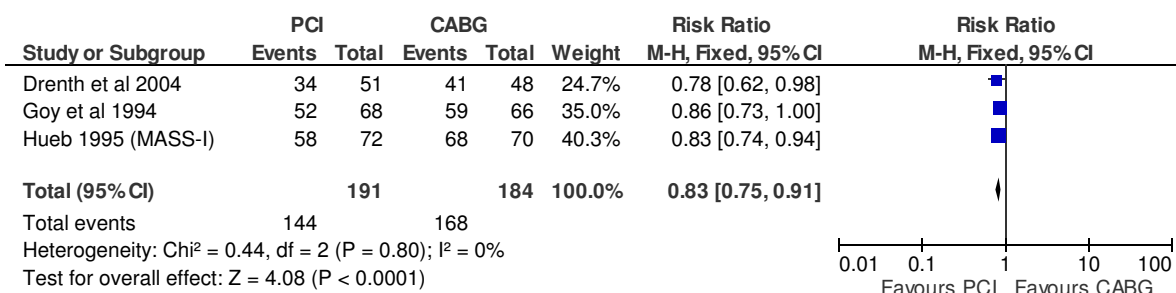 PCI CABG Risk Ratio Risk Ratio
Study or Subgroup Events Total Events Total Weight M-H, Fixed, 95% CI M-H, Fixed, 95% CI
Drenth et al 2004 34 51 41 48 24.7% 0.78 [0.62, 0.98]
Goy et al 1994 52 68 59 66 35.0% 0.86 [0.73, 1.00]
Hueb 1995 (MASS-I) 58 72 68 70 40.3% 0.83 [0.74, 0.94]
Total (95% CI) 191 184 100.0% 0.83 [0.75, 0.91]
Total events 144 168
Heterogeneity: Chi² = 0.44, df = 2 (P = 0.80); I² = 0%
Test for overall effect: Z = 4.08 (P < 0.0001)
0.01 0.1 1 10 100
Favours PCI Favours CABG